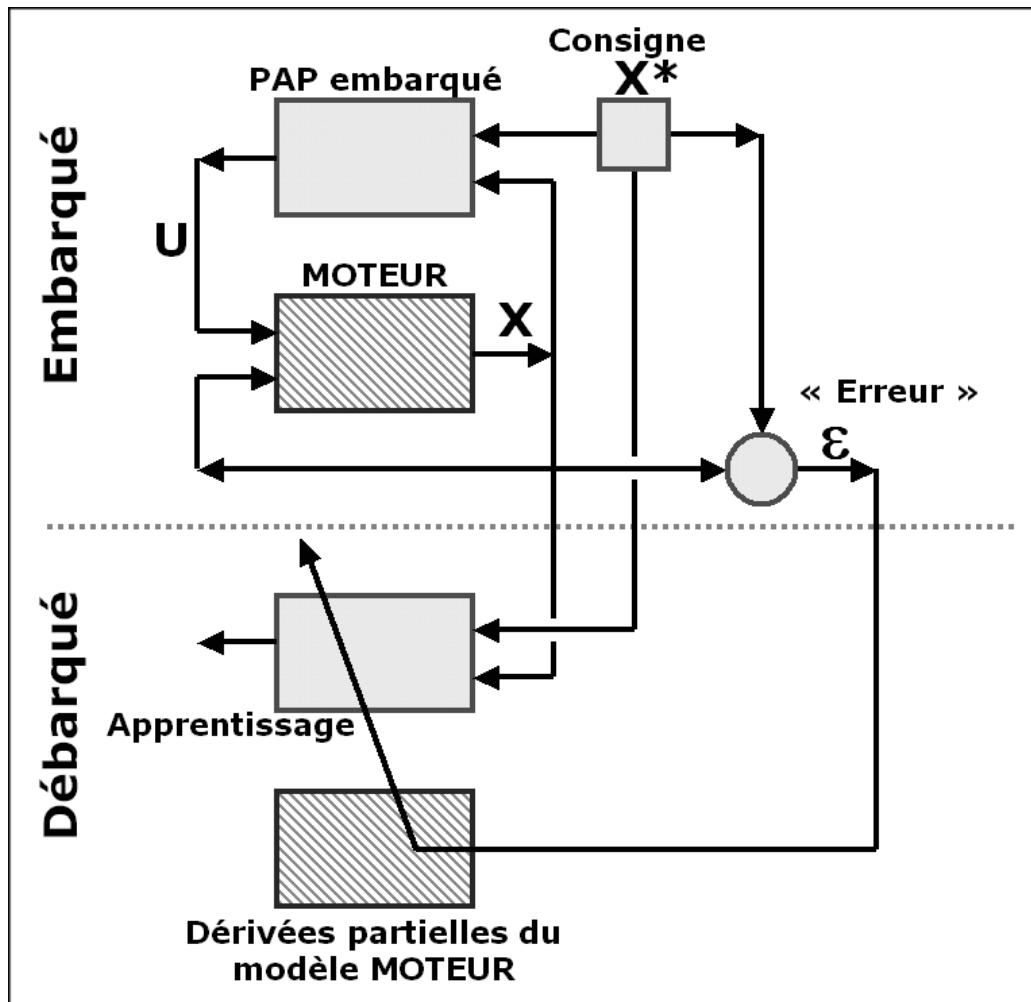 Consigne
X*
PAP embarqué
Embarqué
U
MOTEUR
X
« Erreur »
ε
Débarqué
Apprentissage
Dérivées partielles du
modèle MOTEUR